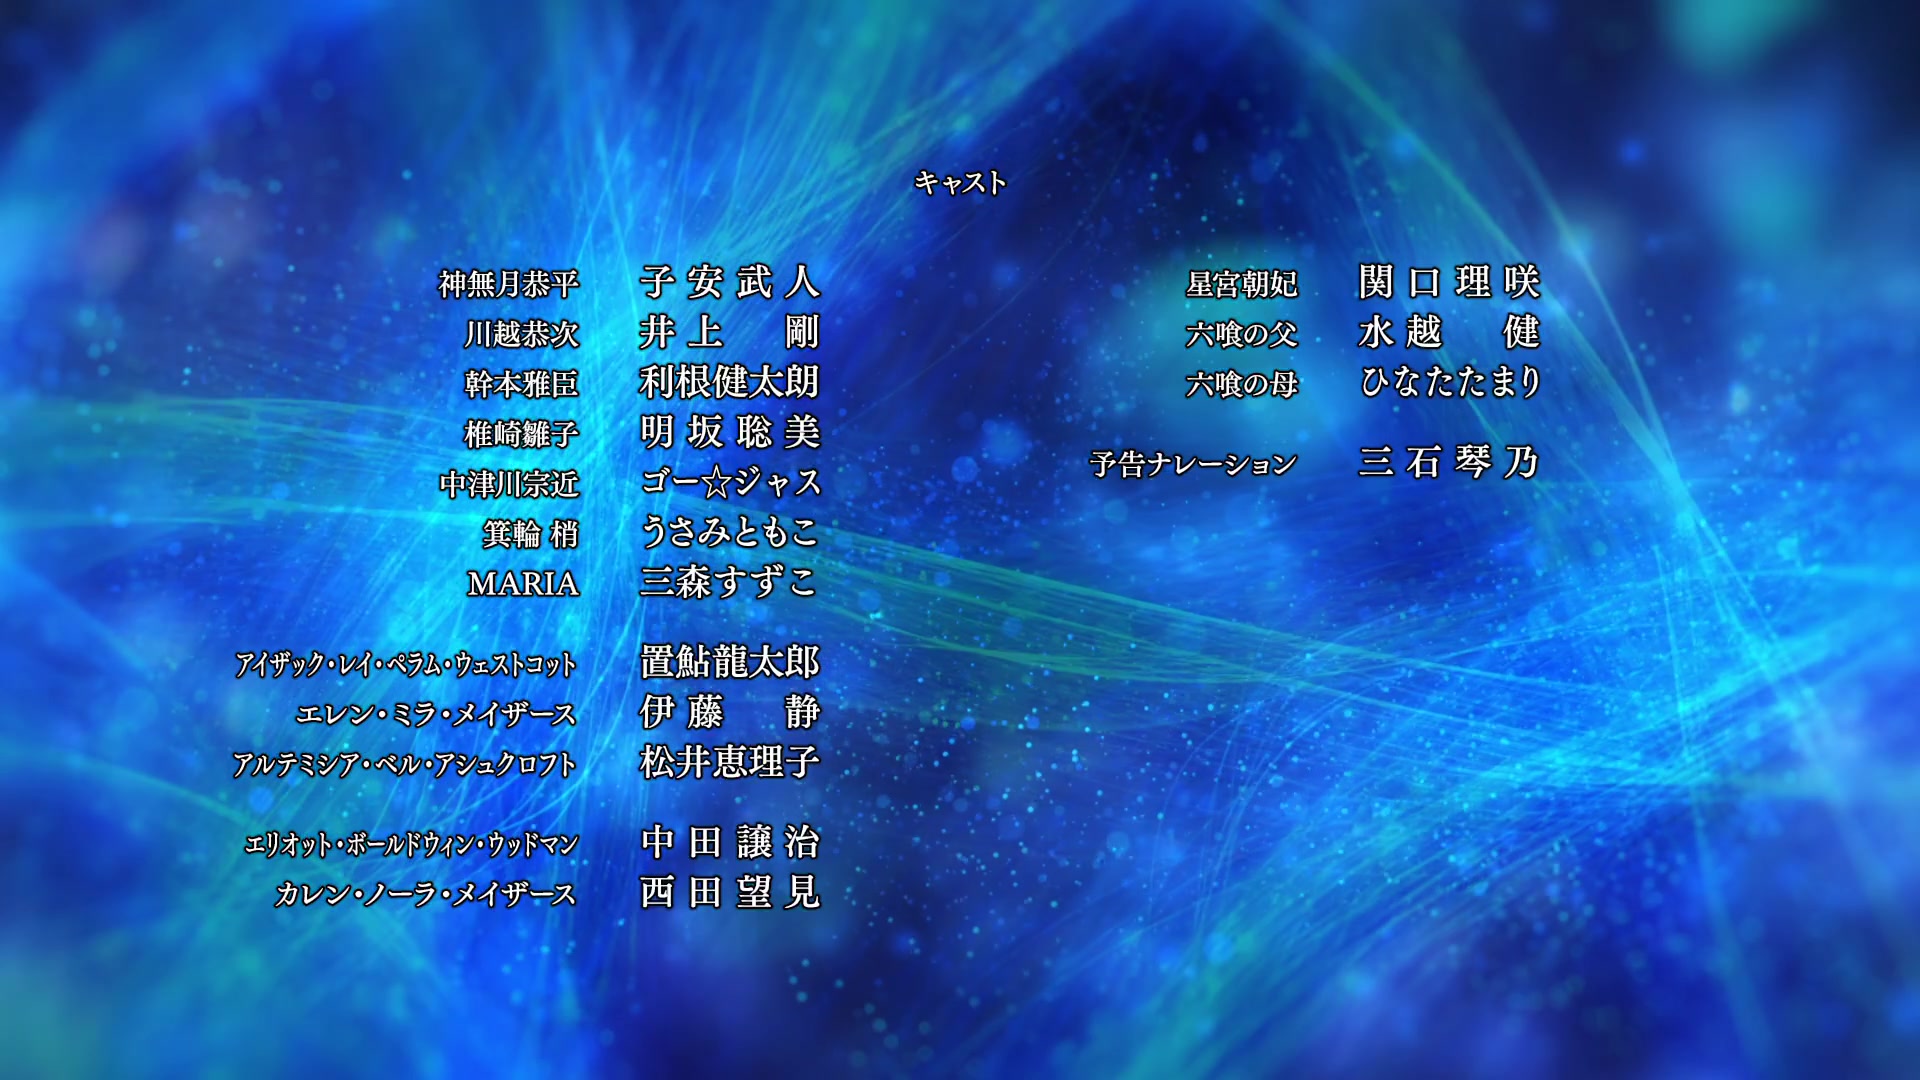 キャスト
神無月恭平 子安武人
川越恭次 井上 剛
幹本雅臣 利根健太朗
椎崎雛子 明坂聡美
中津川宗近 ゴー☆ジャス
箕輪 梢 うさみともこ
MARIA 三森すずこ
アイザック・レイ・ペラム・ウェストコット 置鮎龍太郎
エレン・ミラ・メイザース 伊藤 静
アルテミシア・ベル・アシュクロフト 松井恵理子
エリオット・ボールドウィン・ウッドマン 中田譲治
カレン・ノーラ・メイザース 西田望見
星宮朝妃 関口理咲
六喰の父 水越 健
六喰の母 ひなたたまり
予告ナレーション 三石琴乃